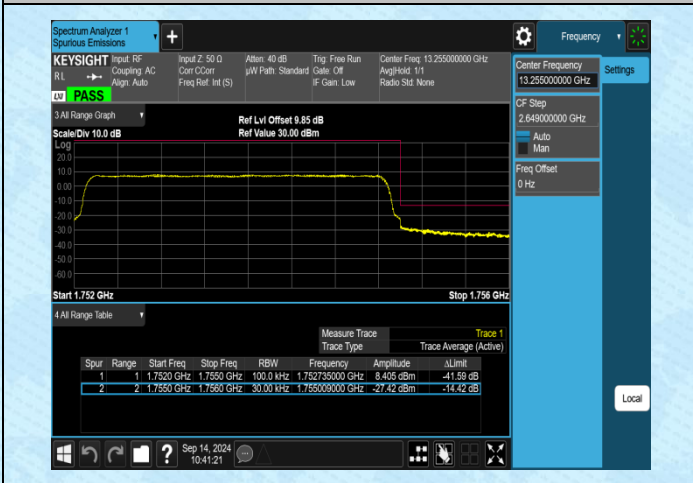 Spectrum Analyzer 1
Spurious Emissions
+
Frequency
KEYSIGHT
Input: RF
Input Z: 50 Ω
Atten: 40 dB
Trig: Free Run
Center Freq: 13.255000000 GHz
RL
Coupling: AC
Corr CCorr
µW Path: Standard
Gate: Off
Avg|Hold: 1/1
Align: Auto
Freq Ref: Int (S)
IF Gain: Low
Radio Std: None
LXI
PASS
Center Frequency
13.255000000 GHz
Settings
CF Step
2.649000000 GHz
Auto
Man
Freq Offset
0 Hz
3 All Range Graph
Ref Lvl Offset 9.85 dB
Scale/Div 10.0 dB
Ref Value 30.00 dBm
Log
20.0
10.0
0.00
-10.0
-20.0
-30.0
-40.0
-50.0
-60.0
Start 1.752 GHz
Stop 1.756 GHz
4 All Range Table
Measure Trace Trace 1
Trace Type Trace Average (Active)
Spur Range Start Freq Stop Freq RBW Frequency Amplitude ΔLimit
1 1 1.7520 GHz 1.7550 GHz 100.0 kHz 1.752735000 GHz 8.405 dBm -41.59 dB
2 2 1.7550 GHz 1.7560 GHz 30.00 kHz 1.755009000 GHz -27.42 dBm -14.42 dB
Local
?
Sep 14, 2024
10:41:21